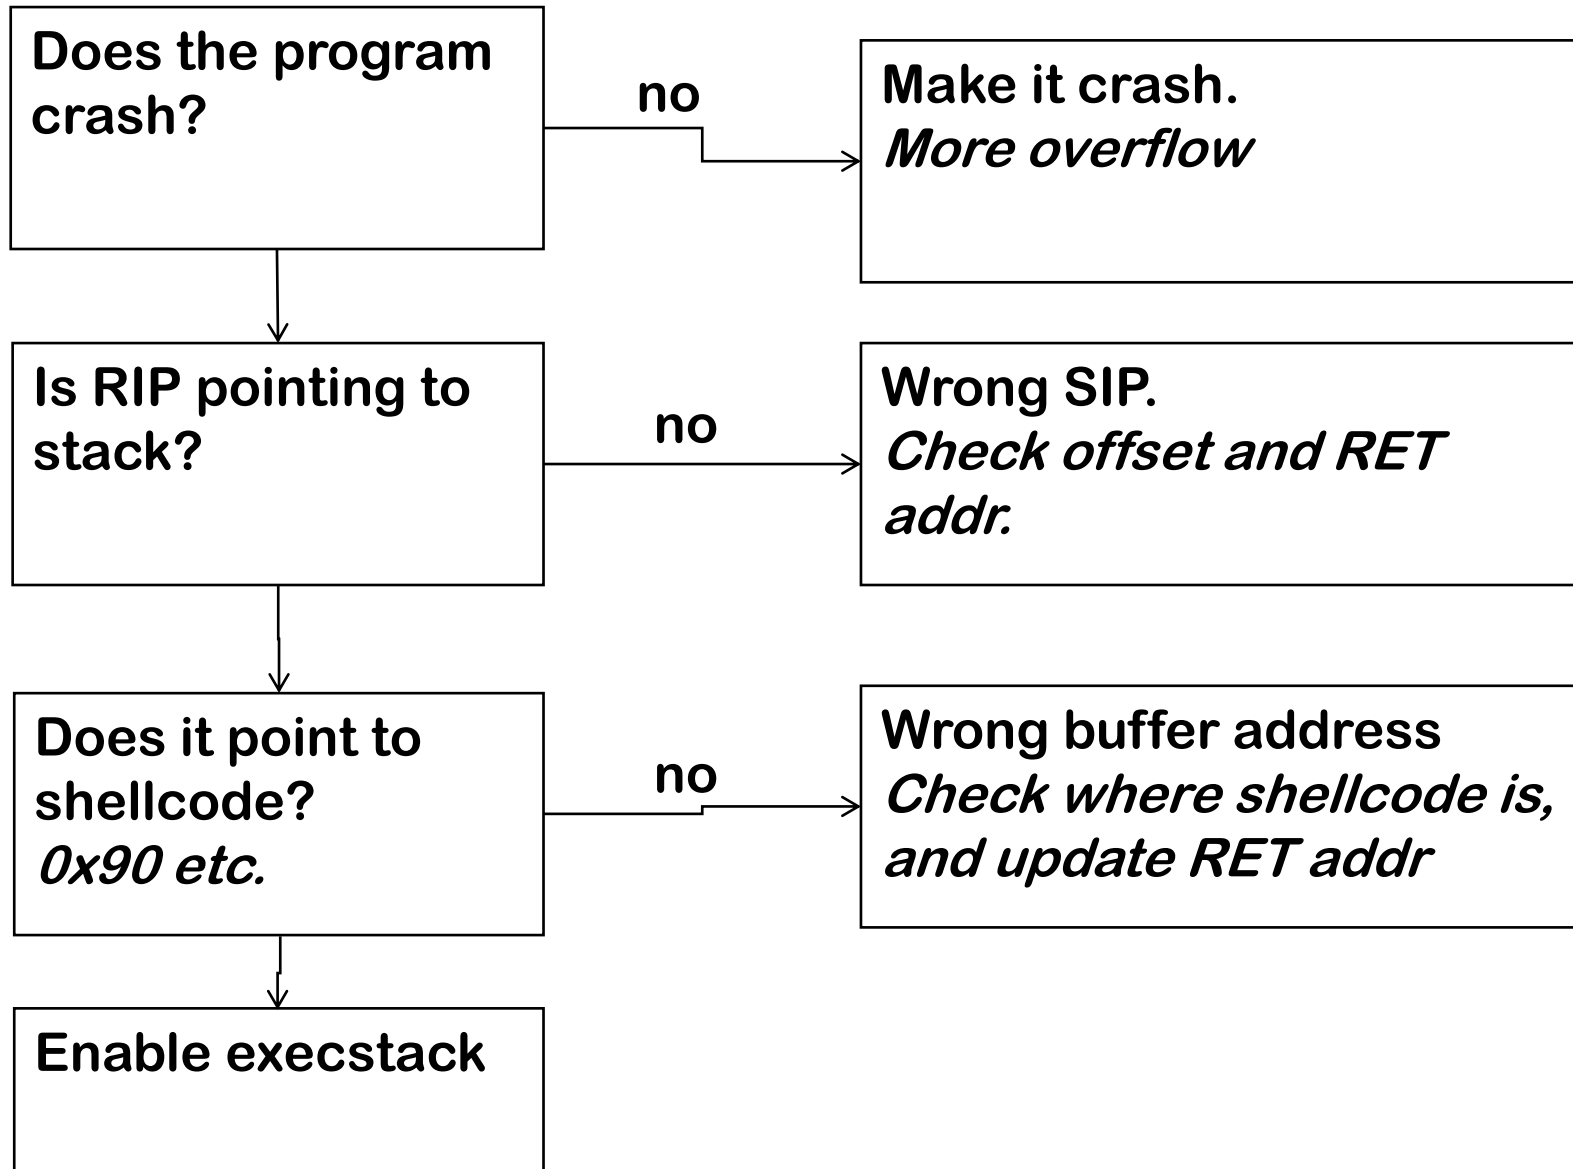 Does the program
crash?
no
Make it crash.
More overflow
Is RIP pointing to
stack?
no
Wrong SIP.
Check offset and RET
addr.
Does it point to
shellcode?
0x90 etc.
no
Wrong buffer address
Check where shellcode is,
and update RET addr
Enable execstack